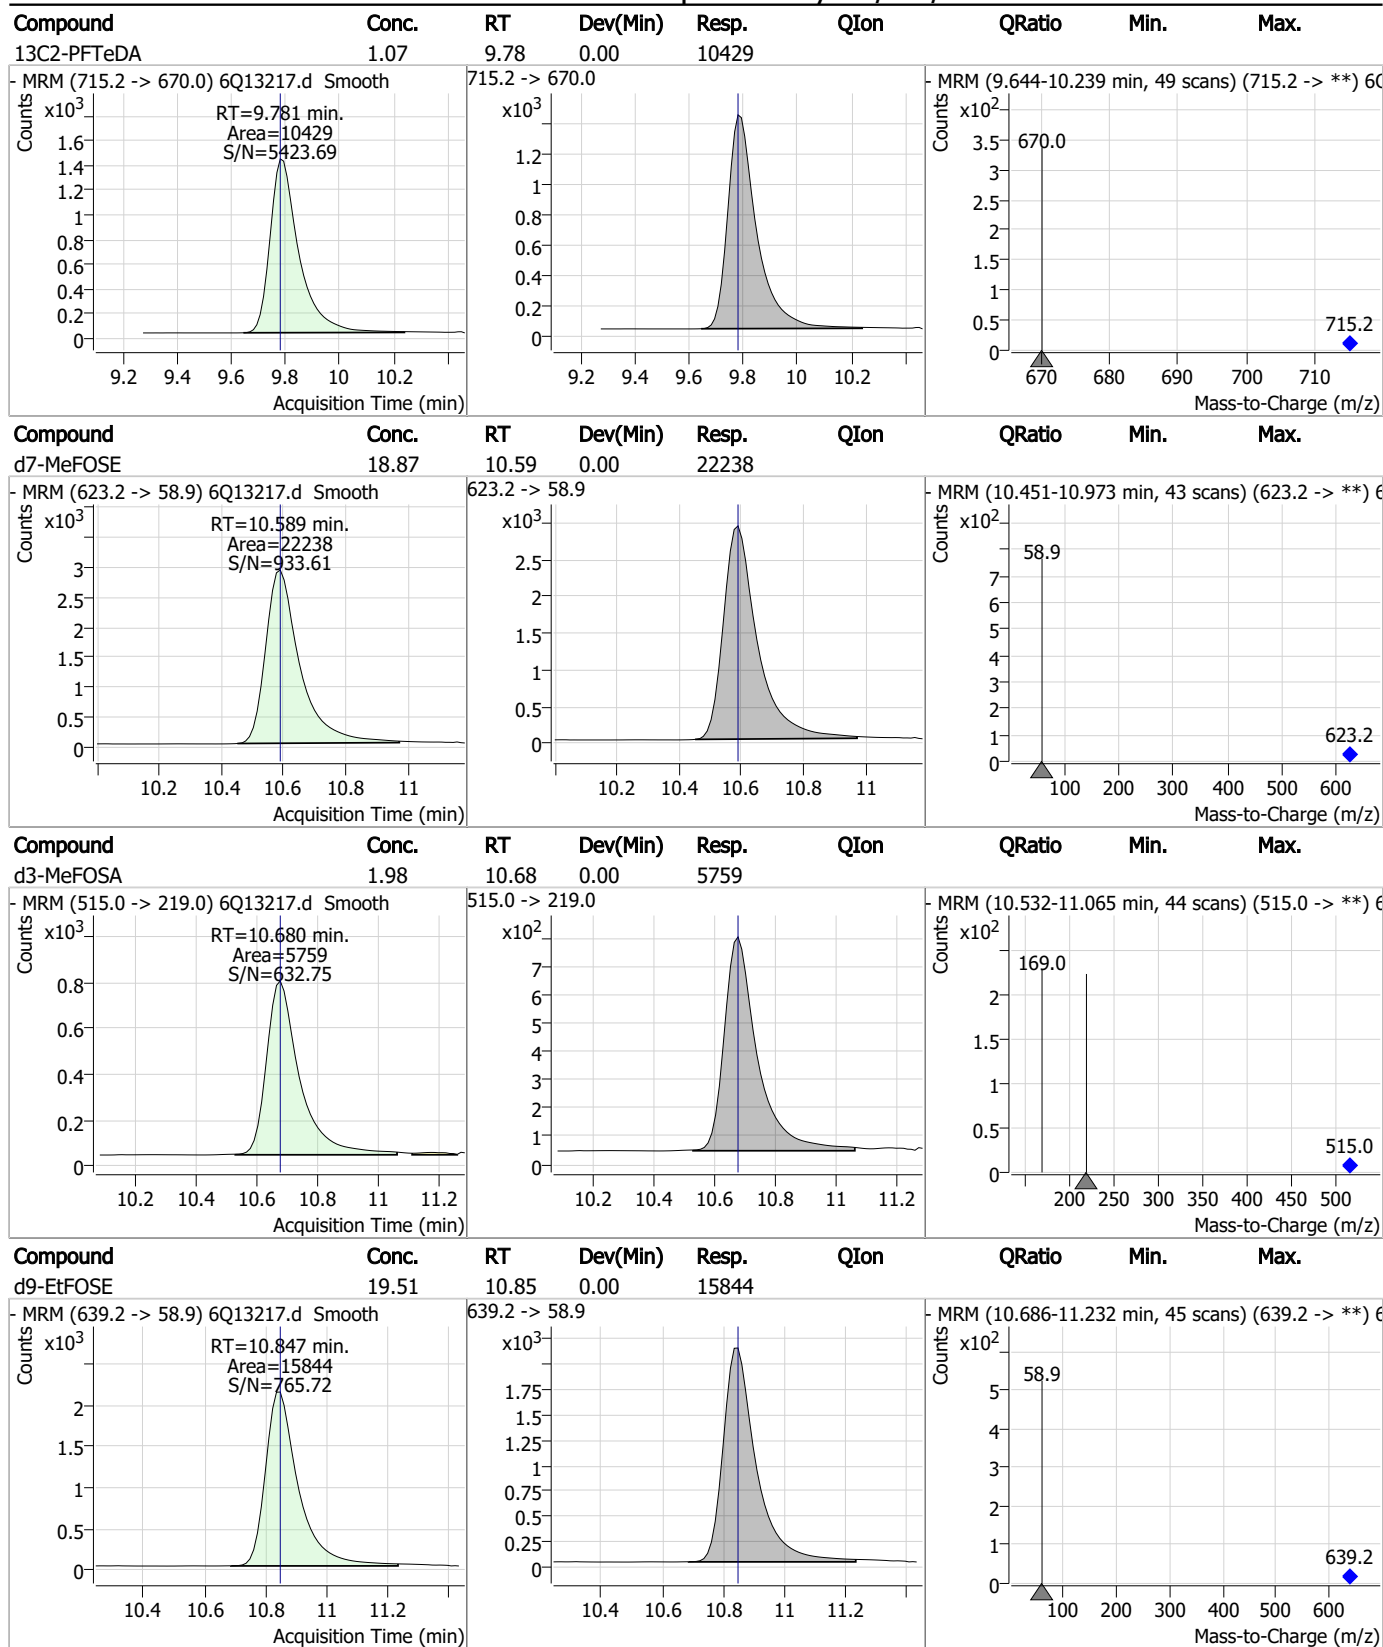 Compound Conc. RT Dev(Min) Resp. QIon QRatio Min. Max.
13C2-PFTeDA 1.07 9.78 0.00 10429
- MRM (715.2 -> 670.0) 6Q13217.d Smooth
Counts
x10³
RT=9.781 min.
Area=10429
S/N=5423.69
1.6
1.4
1.2
1
0.8
0.6
0.4
0.2
0
9.2 9.4 9.6 9.8 10 10.2
Acquisition Time (min)
715.2 -> 670.0
x10³
1.2
1
0.8
0.6
0.4
0.2
0
9.2 9.4 9.6 9.8 10 10.2
- MRM (9.644-10.239 min, 49 scans) (715.2 -> **)
Counts
x10²
3.5
3
2.5
2
1.5
1
0.5
0
670.0
715.2
670 680 690 700 710
Mass-to-Charge (m/z)
Compound Conc. RT Dev(Min) Resp. QIon QRatio Min. Max.
d7-MeFOSE 18.87 10.59 0.00 22238
- MRM (623.2 -> 58.9) 6Q13217.d Smooth
Counts
x10³
RT=10.589 min.
Area=22238
S/N=933.61
3
2.5
2
1.5
1
0.5
0
10.2 10.4 10.6 10.8 11
Acquisition Time (min)
623.2 -> 58.9
x10³
2.5
2
1.5
1
0.5
0
10.2 10.4 10.6 10.8 11
- MRM (10.451-10.973 min, 43 scans) (623.2 -> **)
Counts
x10²
7
6
5
4
3
2
1
0
58.9
623.2
100 200 300 400 500 600
Mass-to-Charge (m/z)
Compound Conc. RT Dev(Min) Resp. QIon QRatio Min. Max.
d3-MeFOSA 1.98 10.68 0.00 5759
- MRM (515.0 -> 219.0) 6Q13217.d Smooth
Counts
x10³
RT=10.680 min.
Area=5759
S/N=632.75
0.8
0.6
0.4
0.2
0
10.2 10.4 10.6 10.8 11 11.2
Acquisition Time (min)
515.0 -> 219.0
x10²
7
6
5
4
3
2
1
0
10.2 10.4 10.6 10.8 11 11.2
- MRM (10.532-11.065 min, 44 scans) (515.0 -> **)
Counts
x10²
2
1.5
1
0.5
0
169.0
515.0
200 250 300 350 400 450 500
Mass-to-Charge (m/z)
Compound Conc. RT Dev(Min) Resp. QIon QRatio Min. Max.
d9-EtFOSE 19.51 10.85 0.00 15844
- MRM (639.2 -> 58.9) 6Q13217.d Smooth
Counts
x10³
RT=10.847 min.
Area=15844
S/N=765.72
2
1.5
1
0.5
0
10.4 10.6 10.8 11 11.2
Acquisition Time (min)
639.2 -> 58.9
x10³
1.75
1.5
1.25
1
0.75
0.5
0.25
0
10.4 10.6 10.8 11 11.2
- MRM (10.686-11.232 min, 45 scans) (639.2 -> **)
Counts
x10²
5
4
3
2
1
0
58.9
639.2
100 200 300 400 500 600
Mass-to-Charge (m/z)